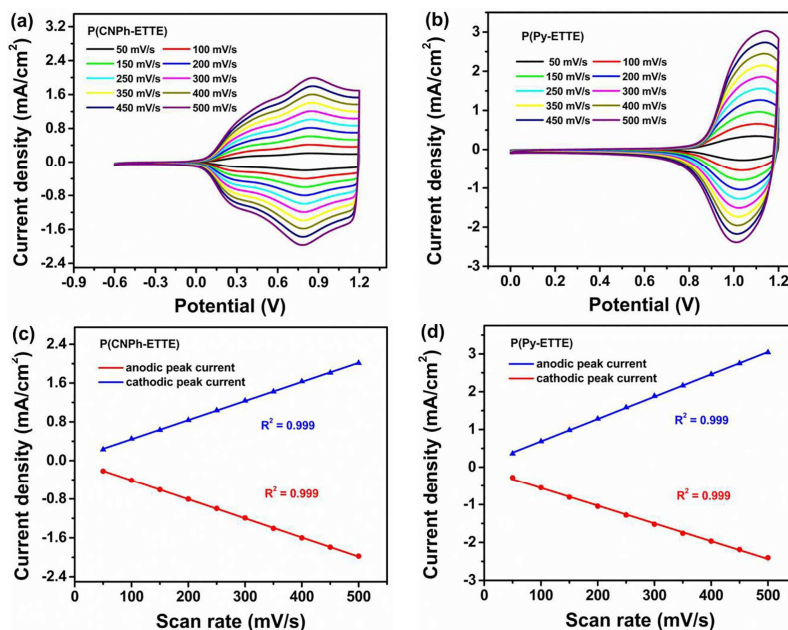 (a)
P(CNPh-ETTE)
50 mV/s 100 mV/s
150 mV/s 200 mV/s
250 mV/s 300 mV/s
350 mV/s 400 mV/s
450 mV/s 500 mV/s
2.4
1.6
0.8
0.0
-0.8
-1.6
-2.4
Current density (mA/cm²)
-0.9 -0.6 -0.3 0.0 0.3 0.6 0.9 1.2
Potential (V)
(b)
P(Py-ETTE)
50 mV/s 100 mV/s
150 mV/s 200 mV/s
250 mV/s 300 mV/s
350 mV/s 400 mV/s
450 mV/s 500 mV/s
3
2
1
0
-1
-2
-3
Current density (mA/cm²)
0.0 0.2 0.4 0.6 0.8 1.0 1.2
Potential (V)
(c)
P(CNPh-ETTE)
anodic peak current
cathodic peak current
R² = 0.999
R² = 0.999
2.4
1.6
0.8
0.0
-0.8
-1.6
-2.4
Current density (mA/cm²)
0 100 200 300 400 500
Scan rate (mV/s)
(d)
P(Py-ETTE)
anodic peak current
cathodic peak current
R² = 0.999
R² = 0.999
3
2
1
0
-1
-2
-3
Current density (mA/cm²)
0 100 200 300 400 500
Scan rate (mV/s)